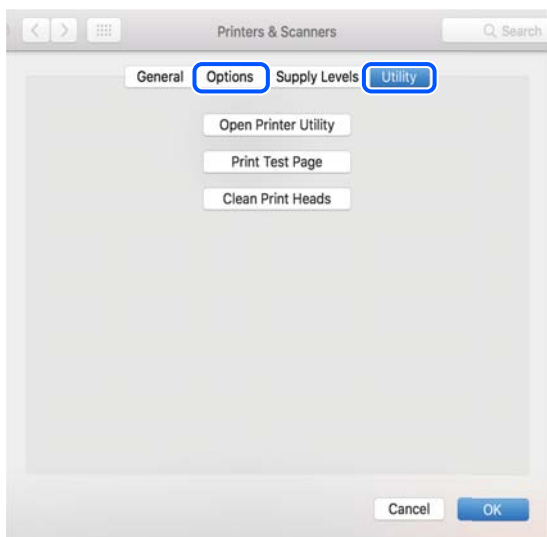 Printers & Scanners Search
General Options Supply Levels Utility
Open Printer Utility
Print Test Page
Clean Print Heads
Cancel OK